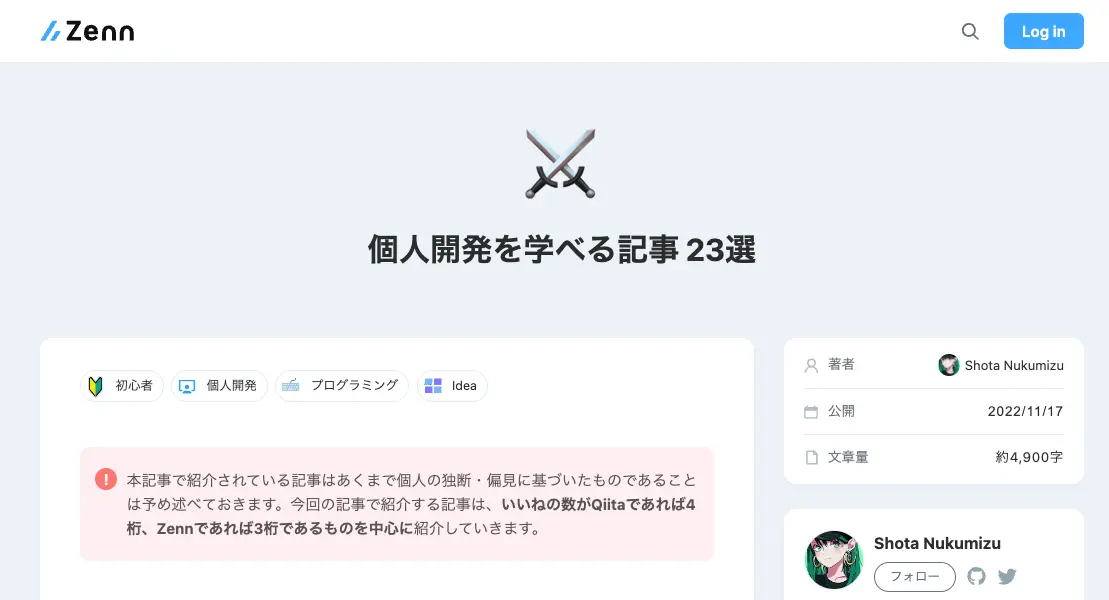 Zenn
Log in
個人開発を学べる記事 23選
初心者
個人開発
プログラミング
Idea
本記事で紹介されている記事はあくまで個人の独断・偏見に基づいたものであること
は予め述べておきます。今回の記事で紹介する記事は、いいねの数がQiitaであれば4
桁、Zennであれば3桁であるものを中心に紹介していきます。
著者
Shota Nukumizu
公開
2022/11/17
文章量
約4,900字
Shota Nukumizu
フォロー